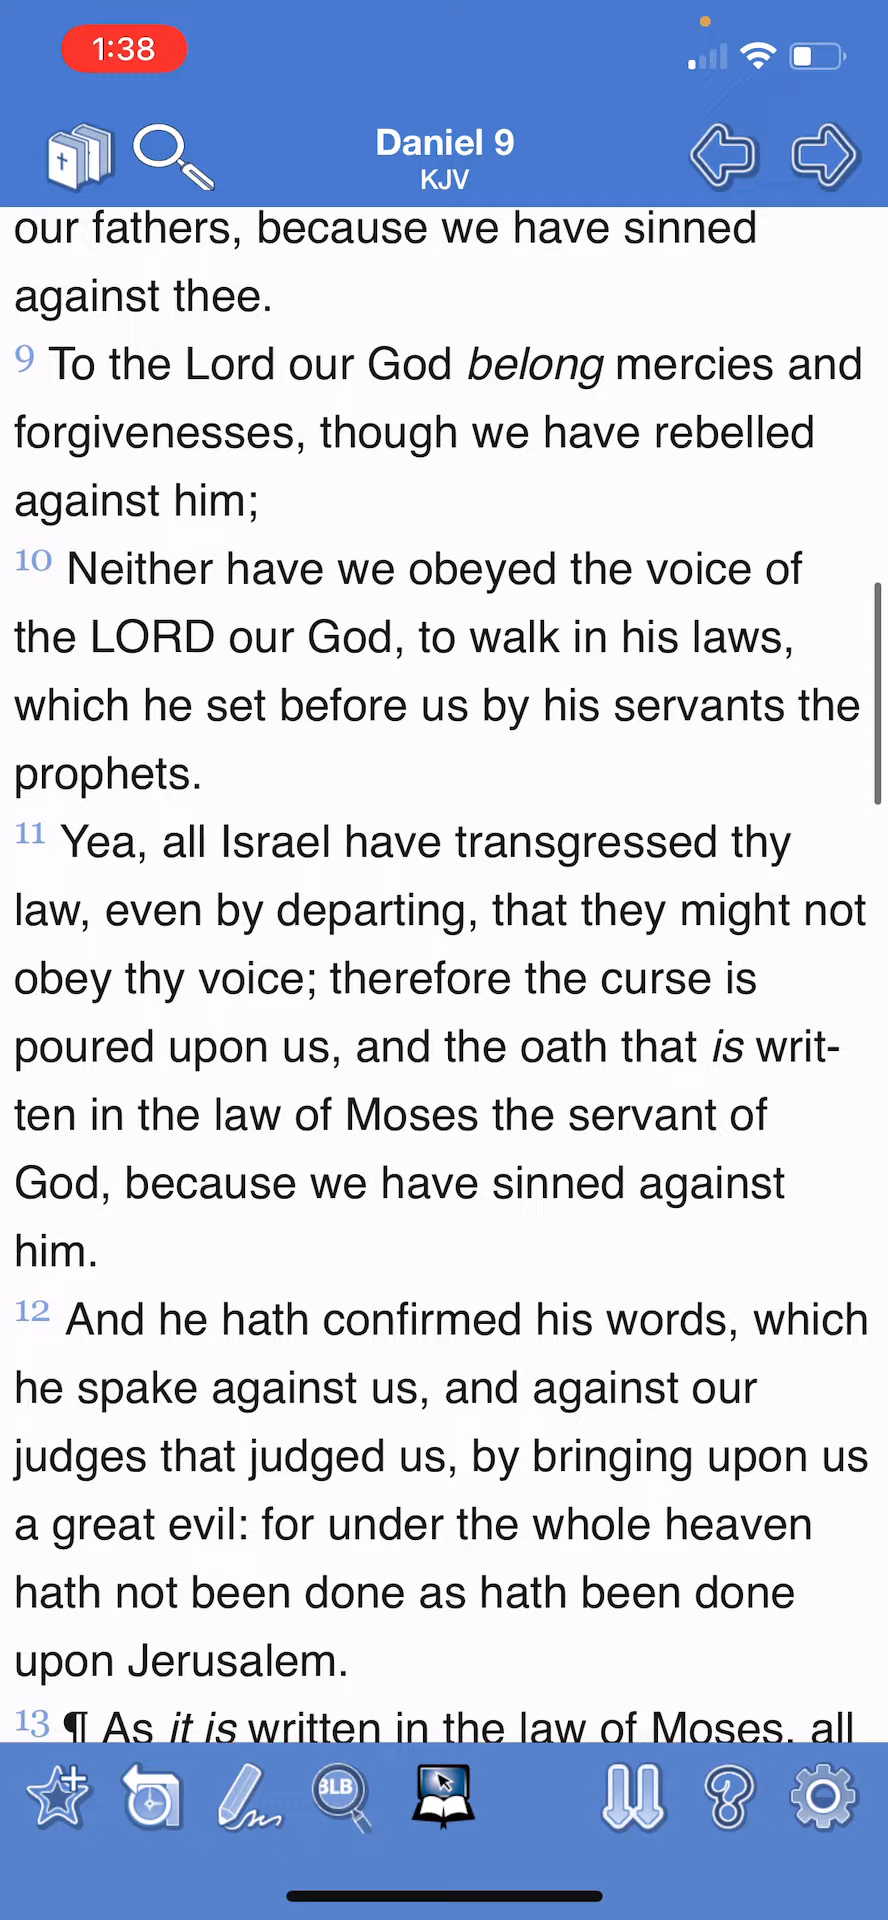 1:38
Daniel 9
KJV
our fathers, because we have sinned
against thee.
9 To the Lord our God belong mercies and
forgivenesses, though we have rebelled
against him;
10 Neither have we obeyed the voice of
the LORD our God, to walk in his laws,
which he set before us by his servants the
prophets.
11 Yea, all Israel have transgressed thy
law, even by departing, that they might not
obey thy voice; therefore the curse is
poured upon us, and the oath that is writ-
ten in the law of Moses the servant of
God, because we have sinned against
him.
12 And he hath confirmed his words, which
he spake against us, and against our
judges that judged us, by bringing upon us
a great evil: for under the whole heaven
hath not been done as hath been done
upon Jerusalem.
13 ¶ As it is written in the law of Moses, all
BLB